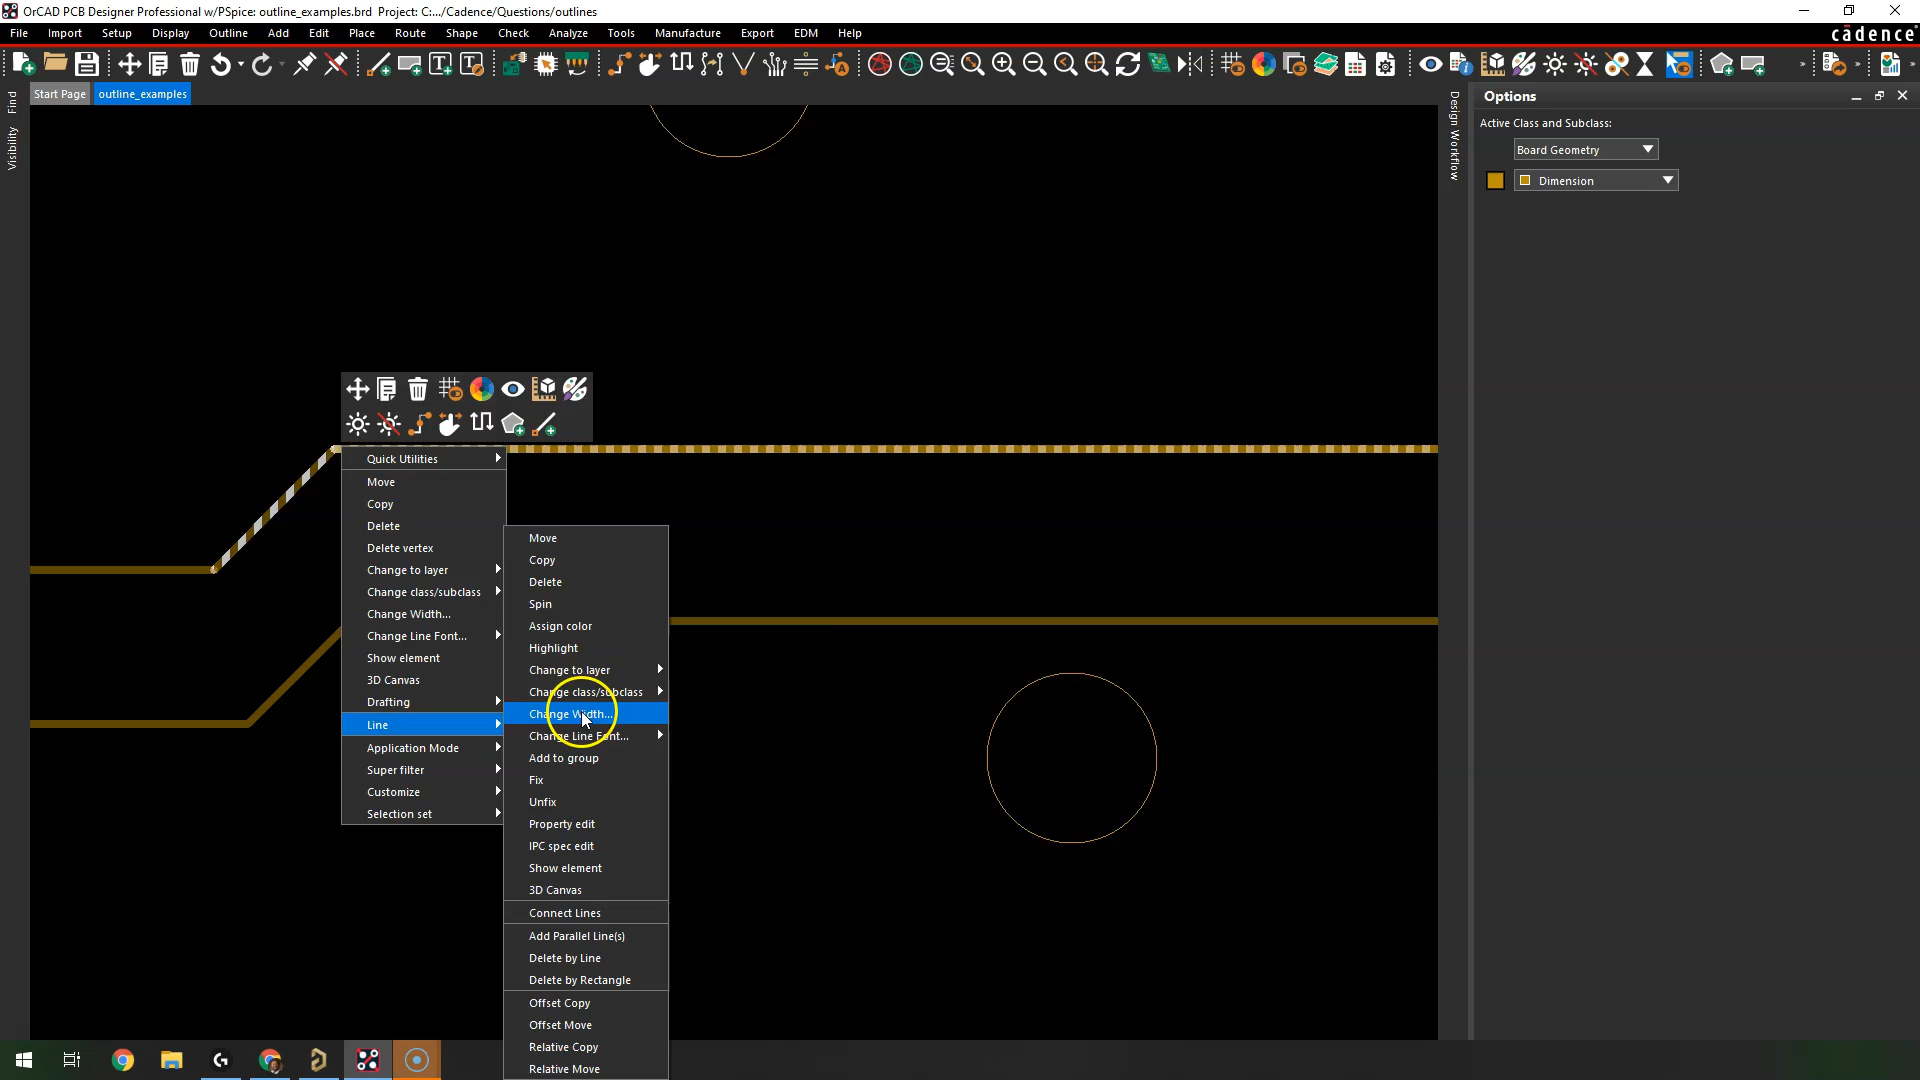 OrCAD PCB Designer Professional w/PSpice: outline_examples.brd  Project: C:.../Cadence/Questions/outlines
File Import Setup Display Outline Add Edit Place Route Shape Check Analyze Tools Manufacture Export EDM Help
cādence
Start Page
outline_examples
Find
Visibility
Design Workflow
Options
Active Class and Subclass:
Board Geometry
Dimension
Quick Utilities
Move
Copy
Delete
Delete vertex
Change to layer
Change class/subclass
Change Width...
Change Line Font...
Show element
3D Canvas
Drafting
Line
Application Mode
Super filter
Customize
Selection set
Move
Copy
Delete
Spin
Assign color
Highlight
Change to layer
Change class/subclass
Change Width...
Change Line Font...
Add to group
Fix
Unfix
Property edit
IPC spec edit
Show element
3D Canvas
Connect Lines
Add Parallel Line(s)
Delete by Line
Delete by Rectangle
Offset Copy
Offset Move
Relative Copy
Relative Move